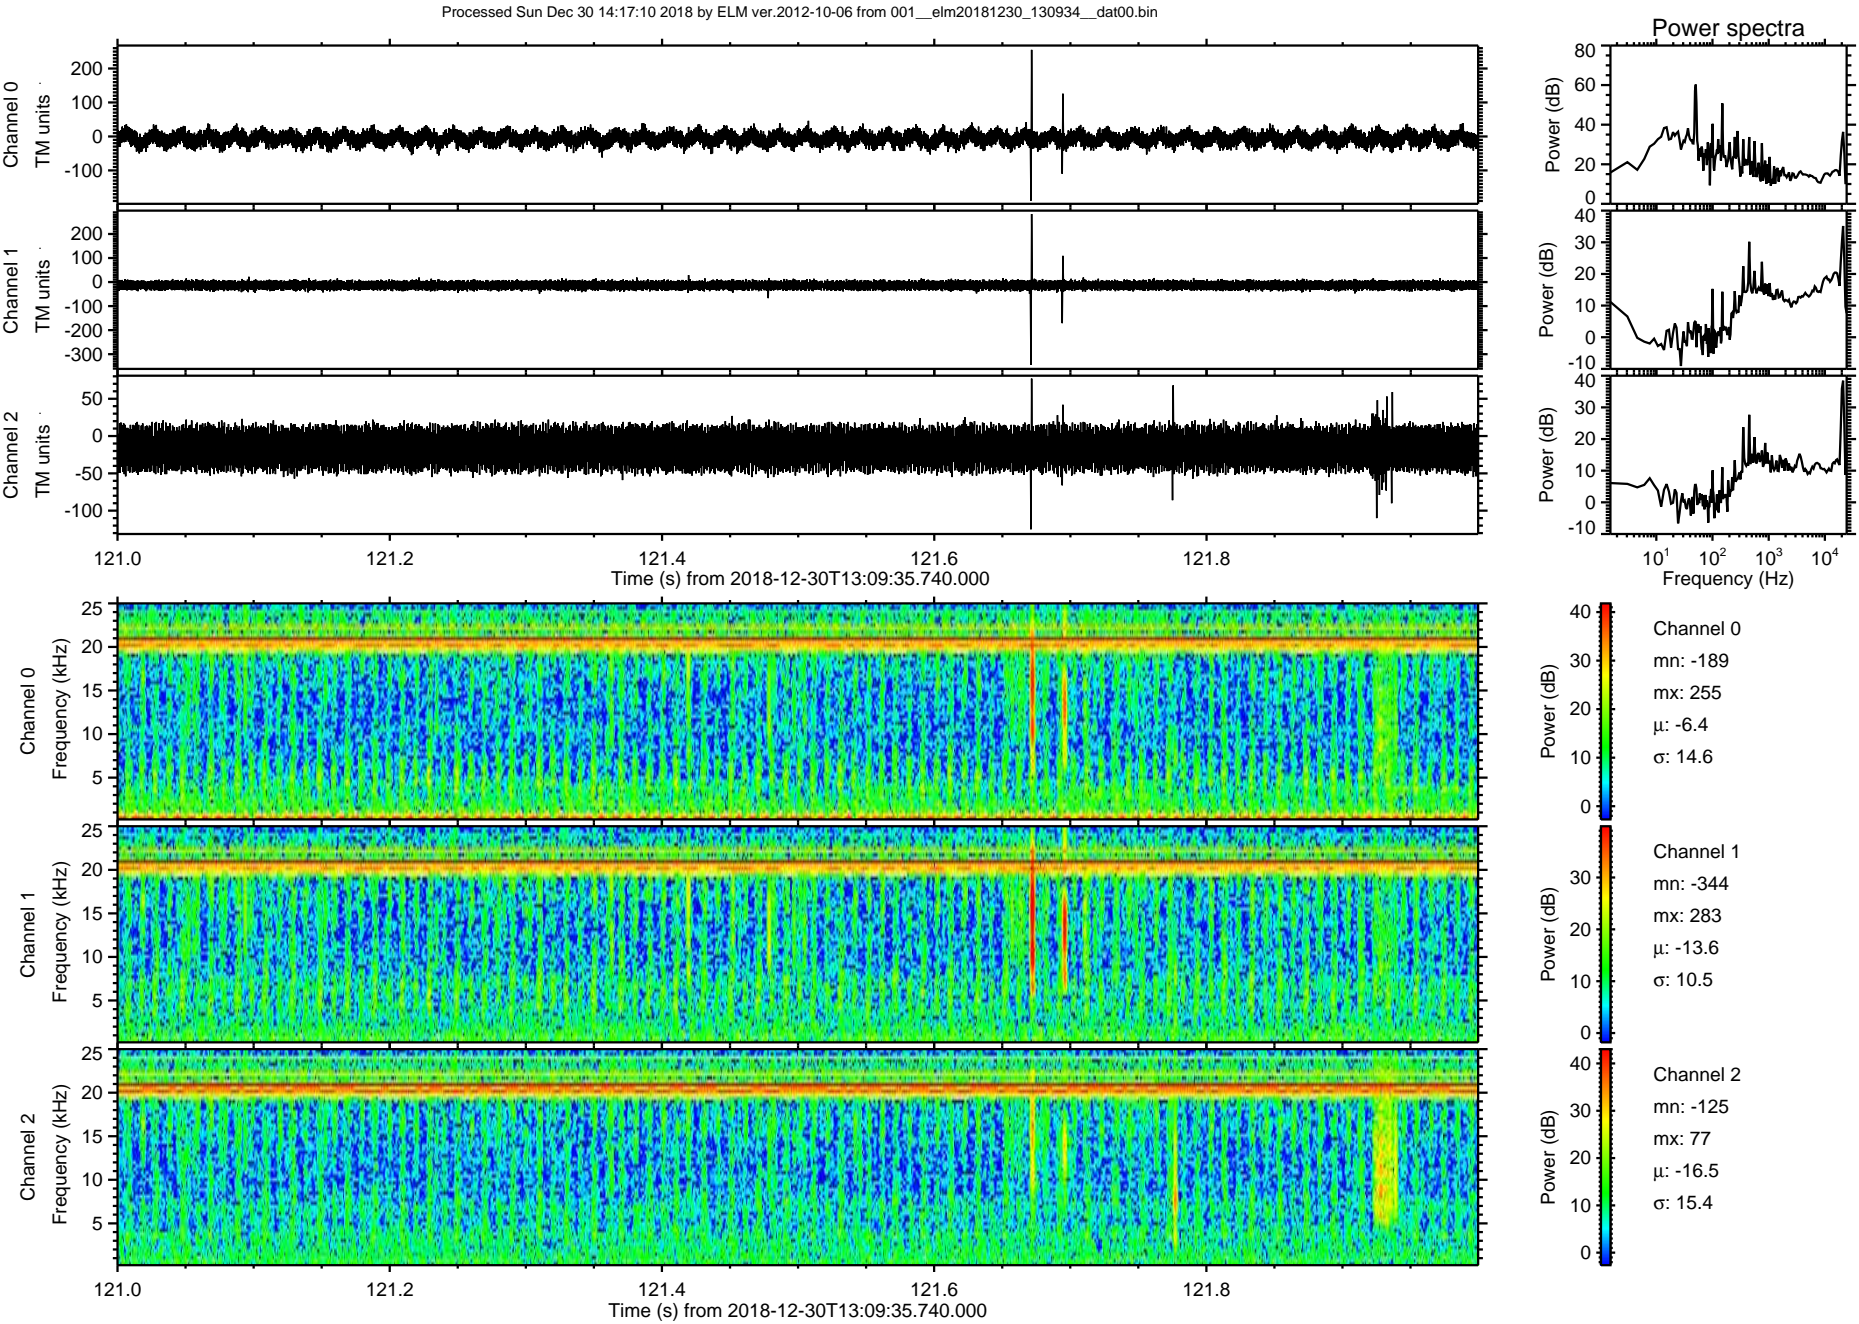 Processed Sun Dec 30 14:17:10 2018 by ELM ver.2012-10-06 from 001__elm20181230_130934__dat00.bin
Power spectra
Channel 0
TM units
200
100
0
-100
Power (dB)
80
60
40
20
0
Channel 1
TM units
200
100
0
-100
-200
-300
Power (dB)
40
30
20
10
0
-10
Channel 2
TM units
50
0
-50
-100
Power (dB)
40
30
20
10
0
-10
121.0 121.2 121.4 121.6 121.8
Time (s) from 2018-12-30T13:09:35.740.000
10^1 10^2 10^3 10^4
Frequency (Hz)
Channel 0
Frequency (kHz)
25
20
15
10
5
Power (dB)
40
30
20
10
0
Channel 0
mn: -189
mx: 255
μ: -6.4
σ: 14.6
Channel 1
Frequency (kHz)
25
20
15
10
5
Power (dB)
30
20
10
0
Channel 1
mn: -344
mx: 283
μ: -13.6
σ: 10.5
Channel 2
Frequency (kHz)
25
20
15
10
5
Power (dB)
40
30
20
10
0
Channel 2
mn: -125
mx: 77
μ: -16.5
σ: 15.4
121.0 121.2 121.4 121.6 121.8
Time (s) from 2018-12-30T13:09:35.740.000